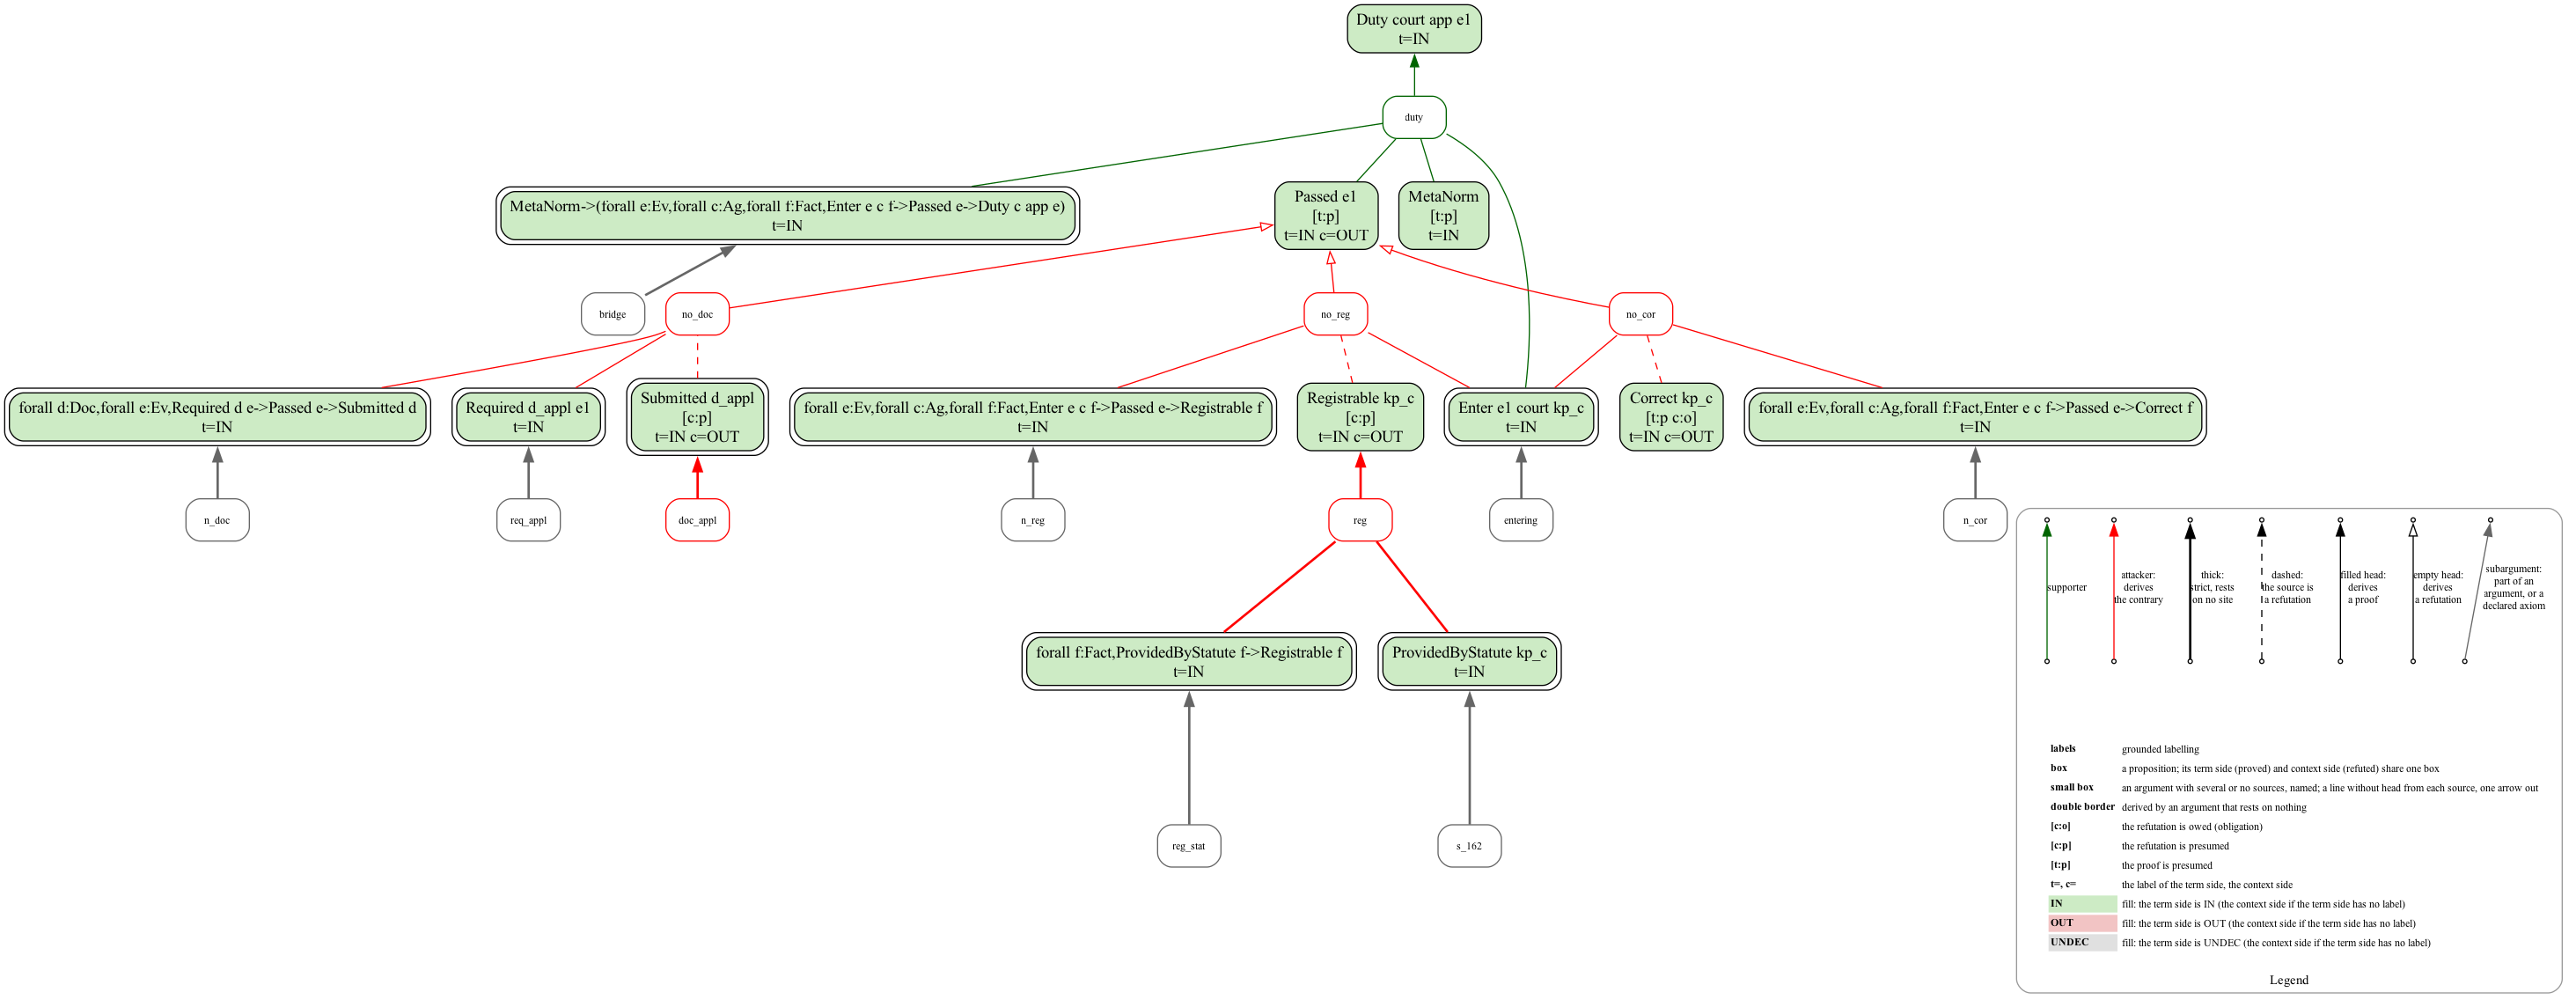 Duty court app e1
t=IN
duty
MetaNorm->(forall e:Ev,forall c:Ag,forall f:Fact,Enter e c f->Passed e->Duty c app e)
t=IN
Passed e1
[t:p]
t=IN c=OUT
MetaNorm
[t:p]
t=IN
bridge
no_doc
no_reg
no_cor
forall d:Doc,forall e:Ev,Required d e->Passed e->Submitted d
t=IN
Required d_appl e1
t=IN
Submitted d_appl
[c:p]
t=IN c=OUT
forall e:Ev,forall c:Ag,forall f:Fact,Enter e c f->Passed e->Registrable f
t=IN
Registrable kp_c
[c:p]
t=IN c=OUT
Enter e1 court kp_c
t=IN
Correct kp_c
[t:p c:o]
t=IN c=OUT
forall e:Ev,forall c:Ag,forall f:Fact,Enter e c f->Passed e->Correct f
t=IN
n_doc
req_appl
doc_appl
n_reg
reg
entering
n_cor
forall f:Fact,ProvidedByStatute f->Registrable f
t=IN
ProvidedByStatute kp_c
t=IN
reg_stat
s_162
supporter
attacker:
derives
the contrary
thick:
strict, rests
on no site
dashed:
the source is
a refutation
filled head:
derives
a proof
empty head:
derives
a refutation
subargument:
part of an
argument, or a
declared axiom
labels grounded labelling
box a proposition; its term side (proved) and context side (refuted) share one box
small box an argument with several or no sources, named; a line without head from each source, one arrow out
double border derived by an argument that rests on nothing
[c:o] the refutation is owed (obligation)
[c:p] the refutation is presumed
[t:p] the proof is presumed
t=, c= the label of the term side, the context side
IN fill: the term side is IN (the context side if the term side has no label)
OUT fill: the term side is OUT (the context side if the term side has no label)
UNDEC fill: the term side is UNDEC (the context side if the term side has no label)
Legend